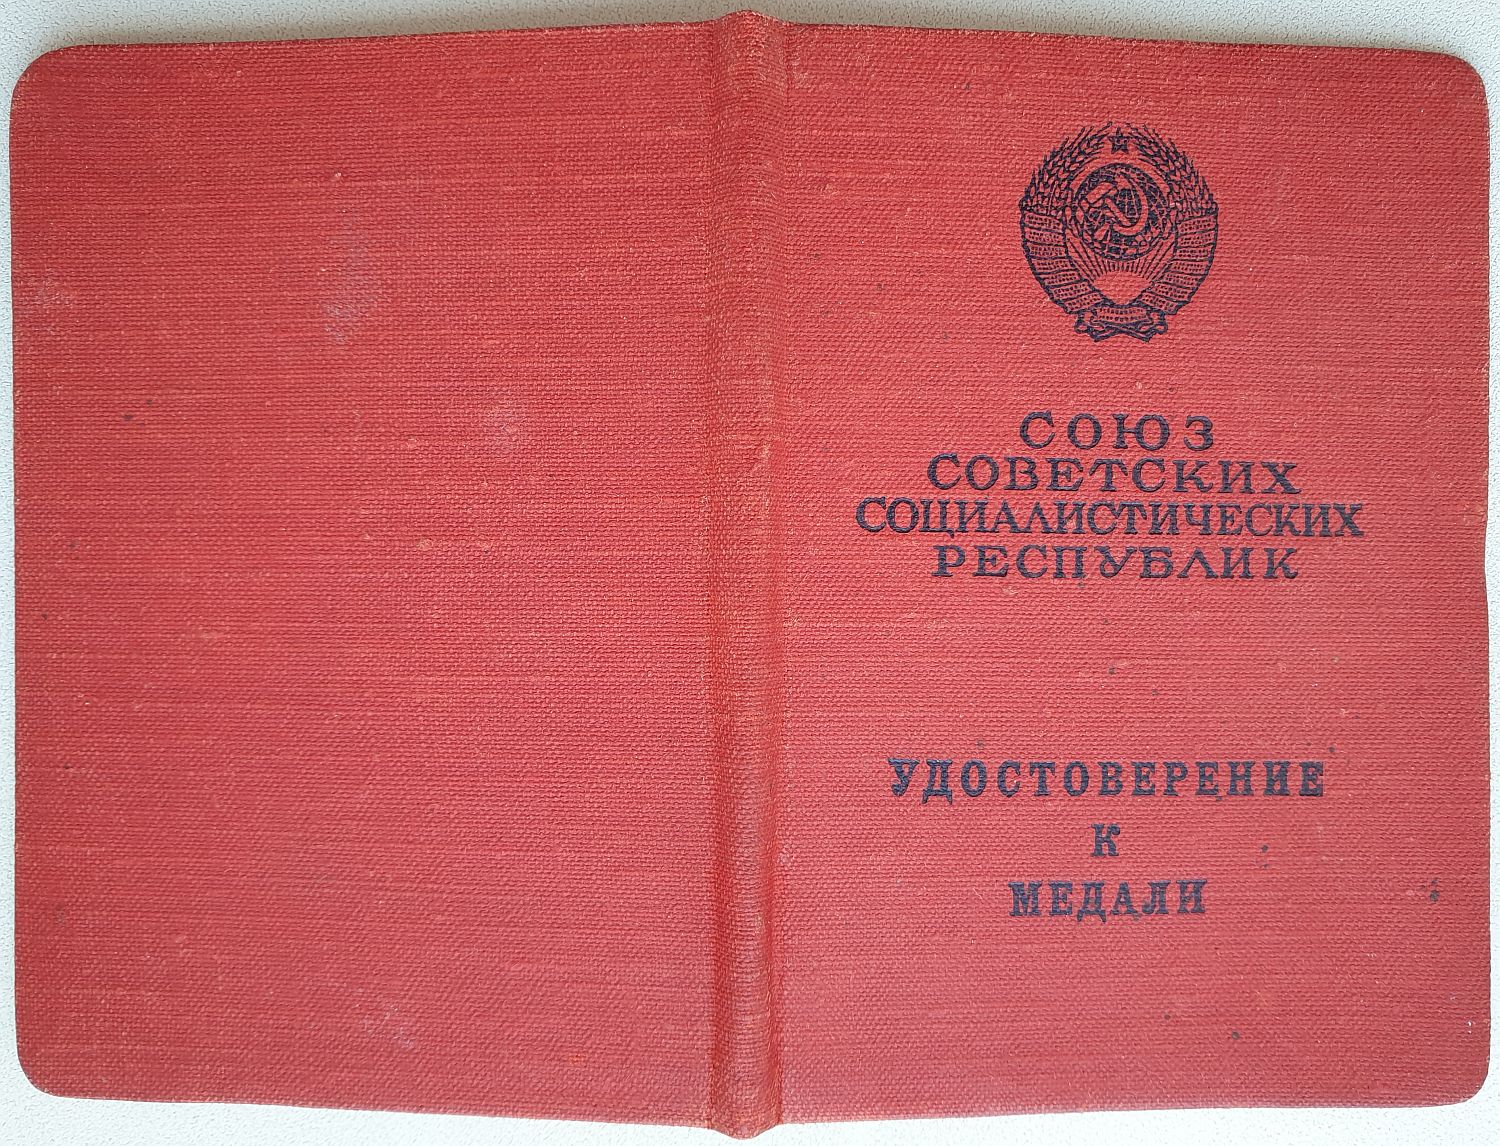 СОЮЗ
СОВЕТСКИХ
СОЦИАЛИСТИЧЕСКИХ
РЕСПУБЛИК
УДОСТОВЕРЕНИЕ
К
МЕДАЛИ